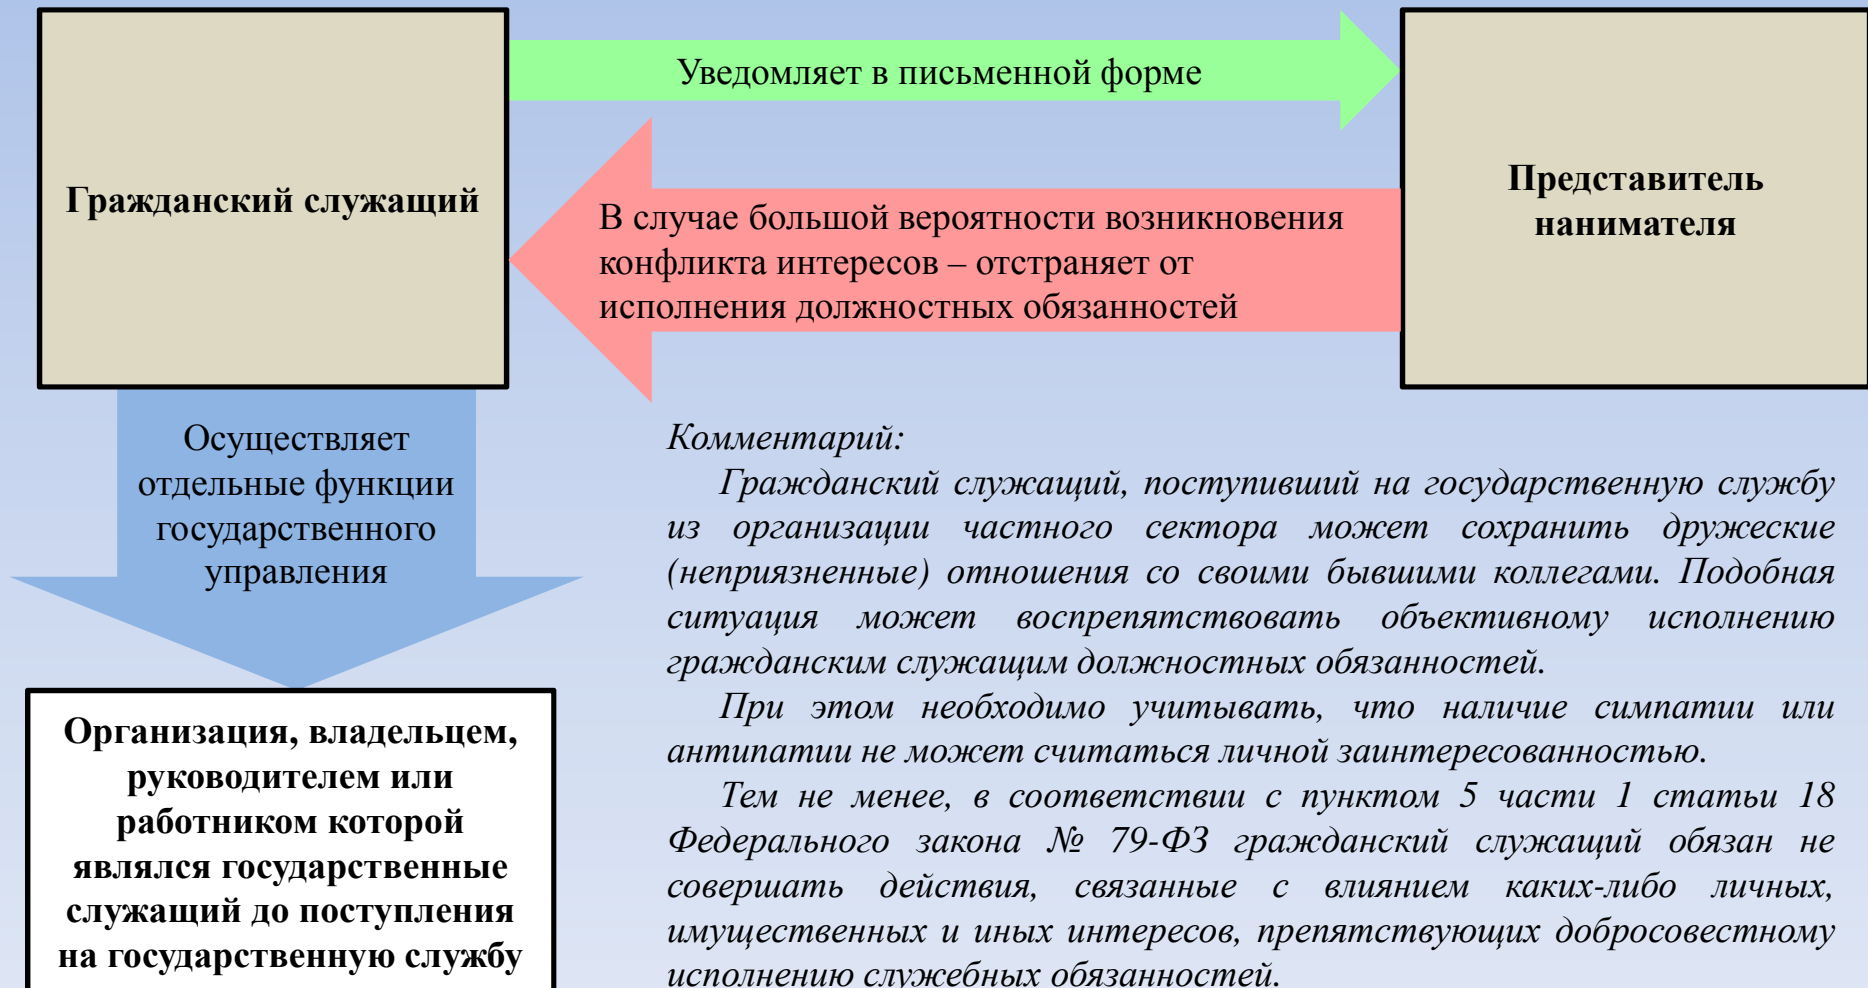 Уведомляет в письменной форме
Гражданский служащий
Представитель
нанимателя
В случае большой вероятности возникновения
конфликта интересов – отстраняет от
исполнения должностных обязанностей
Осуществляет
отдельные функции
государственного
управления
Организация, владельцем,
руководителем или
работником которой
являлся государственные
служащий до поступления
на государственную службу
Комментарий:
Гражданский служащий, поступивший на государственную службу
из организации частного сектора может сохранить дружеские
(неприязненные) отношения со своими бывшими коллегами. Подобная
ситуация может воспрепятствовать объективному исполнению
гражданским служащим должностных обязанностей.
При этом необходимо учитывать, что наличие симпатии или
антипатии не может считаться личной заинтересованностью.
Тем не менее, в соответствии с пунктом 5 части 1 статьи 18
Федерального закона № 79-ФЗ гражданский служащий обязан не
совершать действия, связанные с влиянием каких-либо личных,
имущественных и иных интересов, препятствующих добросовестному
исполнению служебных обязанностей.